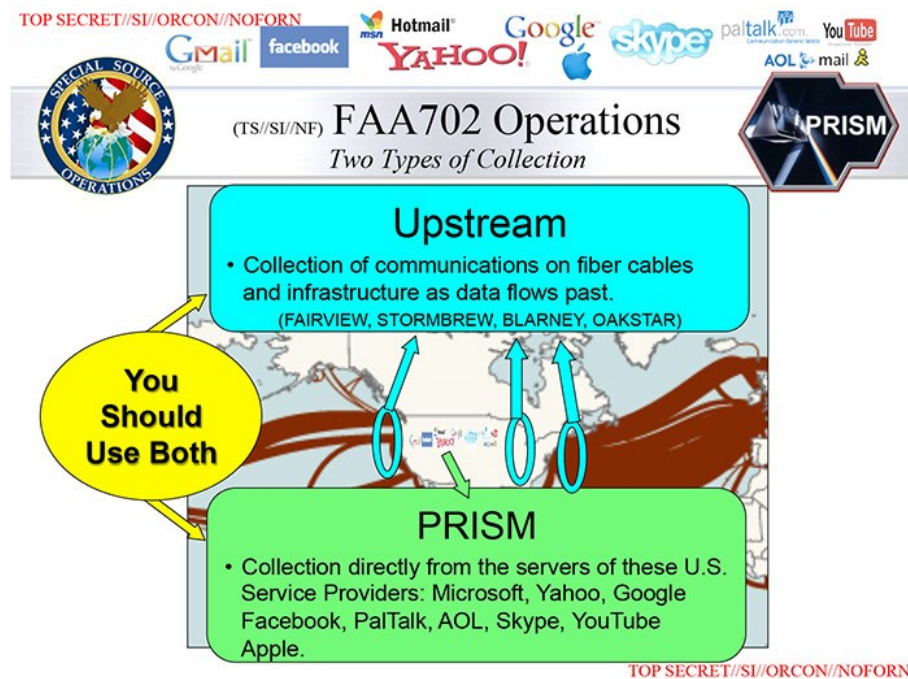 TOP SECRET//SI//ORCON//NOFORN
Gmail
by Google
facebook
msn Hotmail
YAHOO!
Google
skype
paltalk.com
YouTube
AOL mail
SPECIAL SOURCE OPERATIONS
(TS//SI//NF) FAA702 Operations
Two Types of Collection
PRISM
Upstream
• Collection of communications on fiber cables
and infrastructure as data flows past.
(FAIRVIEW, STORMBREW, BLARNEY, OAKSTAR)
You
Should
Use Both
PRISM
• Collection directly from the servers of these U.S.
Service Providers: Microsoft, Yahoo, Google
Facebook, PalTalk, AOL, Skype, YouTube
Apple.
TOP SECRET//SI//ORCON//NOFORN